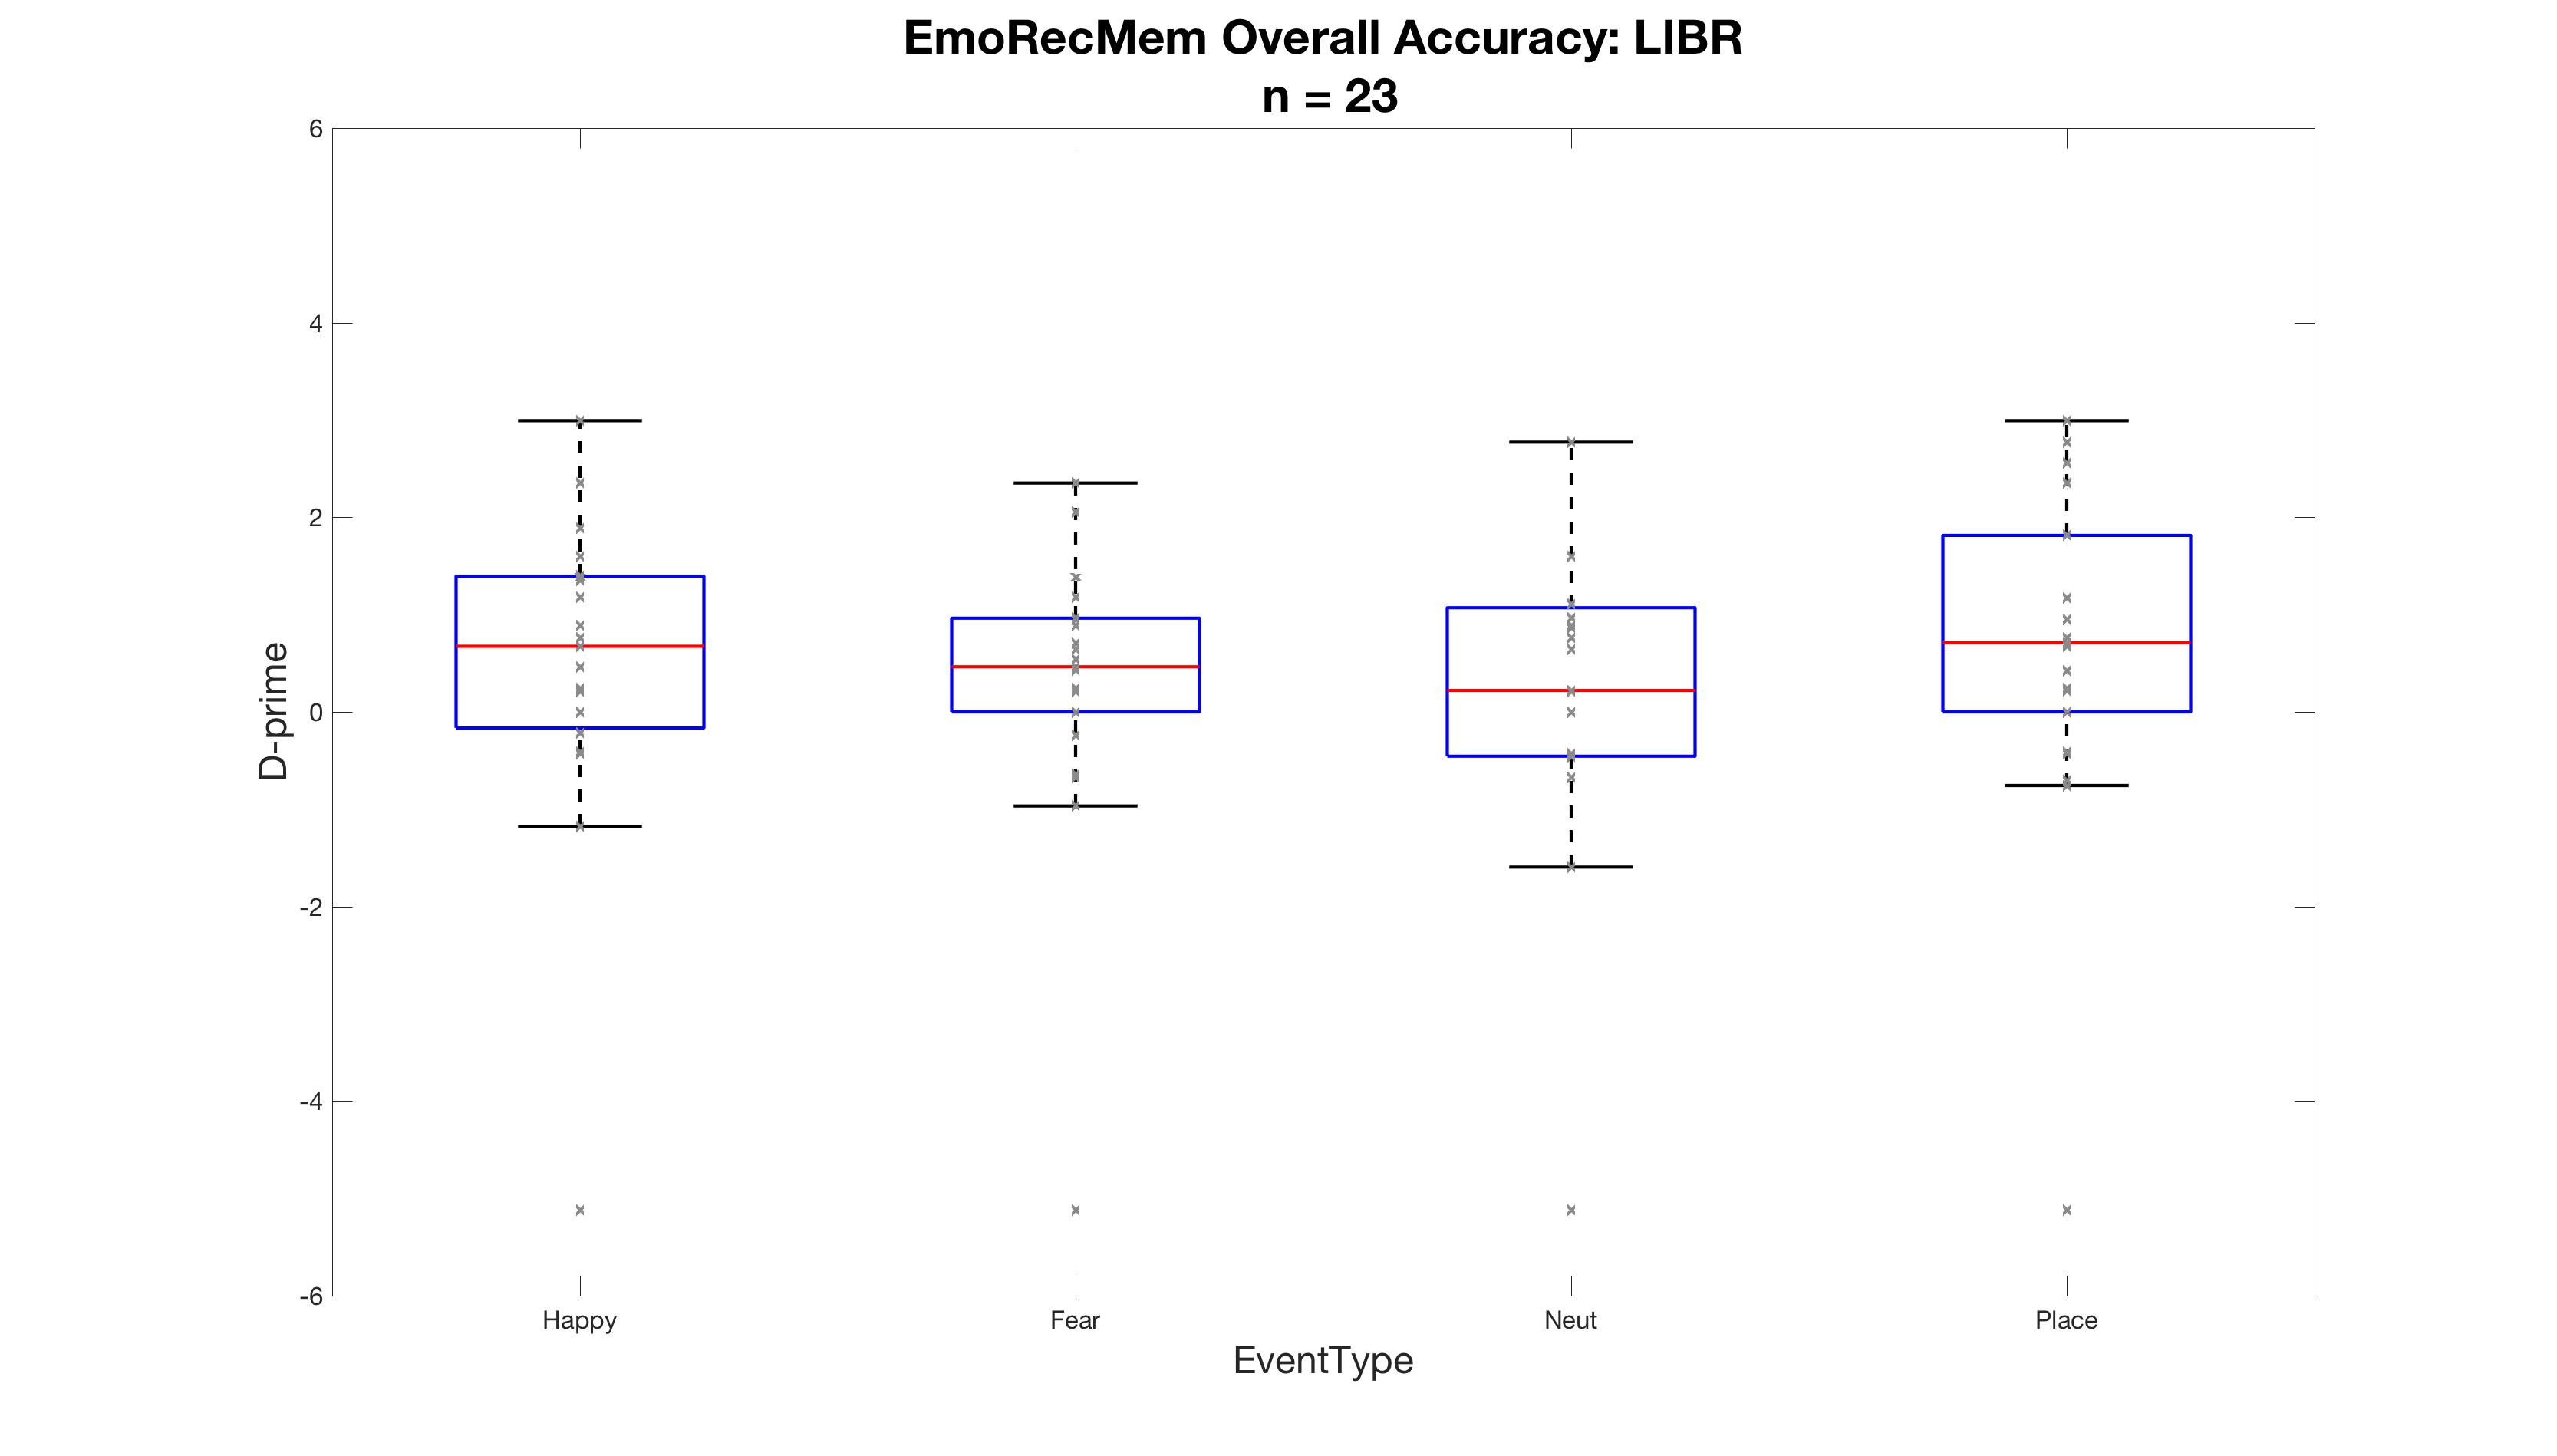 EmoRecMem Overall Accuracy: LIBR
n = 23
6
4
2
0
-2
-4
-6
D-prime
Happy Fear Neut Place
EventType